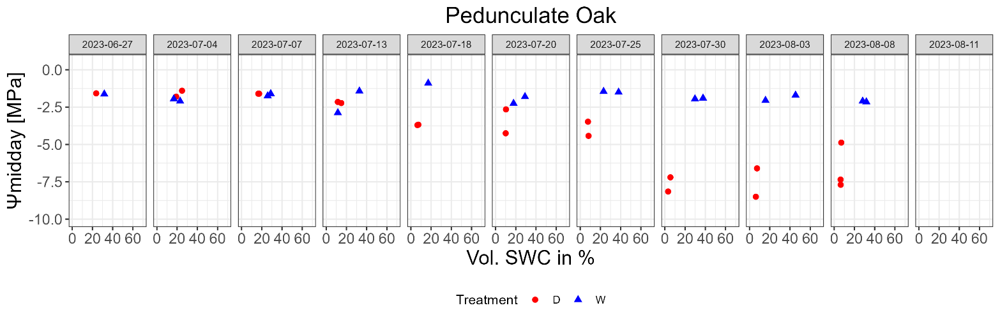 Pedunculate Oak
2023-06-27 2023-07-04 2023-07-07 2023-07-13 2023-07-18 2023-07-20 2023-07-25 2023-07-30 2023-08-03 2023-08-08 2023-08-11
Ψmidday [MPa]
0.0
-2.5
-5.0
-7.5
-10.0
0 20 40 60 0 20 40 60 0 20 40 60 0 20 40 60 0 20 40 60 0 20 40 60 0 20 40 60 0 20 40 60 0 20 40 60 0 20 40 60 0 20 40 60
Vol. SWC in %
Treatment D W